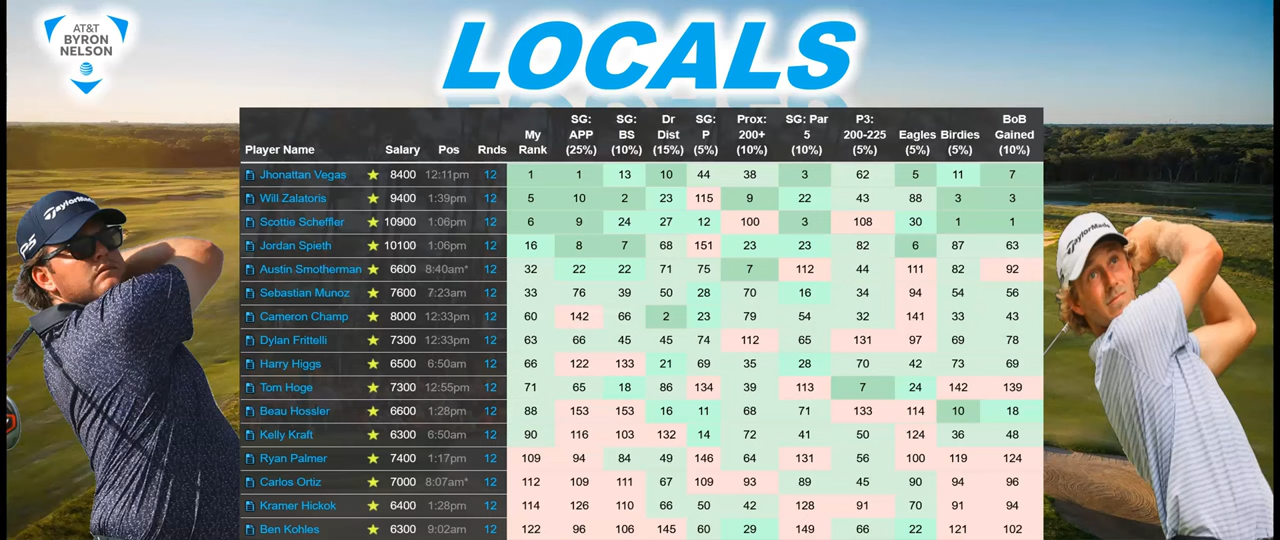 AT&T
BYRON
NELSON
LOCALS
Player Name Salary Pos Rnds My Rank SG: APP (25%) SG: BS (10%) Dr Dist (15%) SG: P (5%) Prox: 200+ (10%) SG: Par 5 (10%) P3: 200-225 (5%) Eagles (5%) Birdies (5%) BoB Gained (10%)
Jhonattan Vegas 8400 12:11pm 12 1 1 13 10 44 38 3 62 5 11 7
Will Zalatoris 9400 1:39pm 12 5 10 2 23 115 9 22 43 88 3 3
Scottie Scheffler 10900 1:06pm 12 6 9 24 27 12 100 3 108 30 1 1
Jordan Spieth 10100 1:06pm 12 16 8 7 68 151 23 23 82 6 87 63
Austin Smotherman 6600 8:40am* 12 32 22 22 71 75 7 112 44 111 82 92
Sebastian Munoz 7600 7:23am 12 33 76 39 50 28 70 16 34 94 54 56
Cameron Champ 8000 12:33pm 12 60 142 66 2 23 79 54 32 141 33 43
Dylan Frittelli 7300 12:33pm 12 63 66 45 45 74 112 65 131 97 69 78
Harry Higgs 6500 6:50am 12 66 122 133 21 69 35 28 70 42 73 69
Tom Hoge 7300 12:55pm 12 71 65 18 86 134 39 113 7 24 142 139
Beau Hossler 6600 1:28pm 12 88 153 153 16 11 68 71 133 114 10 18
Kelly Kraft 6300 6:50am 12 90 116 103 132 14 72 41 50 124 36 48
Ryan Palmer 7400 1:17pm 12 109 94 84 49 146 64 131 56 100 119 124
Carlos Ortiz 7000 8:07am* 12 112 109 111 67 109 93 89 45 90 94 96
Kramer Hickok 6400 1:28pm 12 114 126 110 66 50 42 128 91 70 91 94
Ben Kohles 6300 9:02am 12 122 96 106 145 60 29 149 66 22 121 102
TaylorMade
TaylorMade